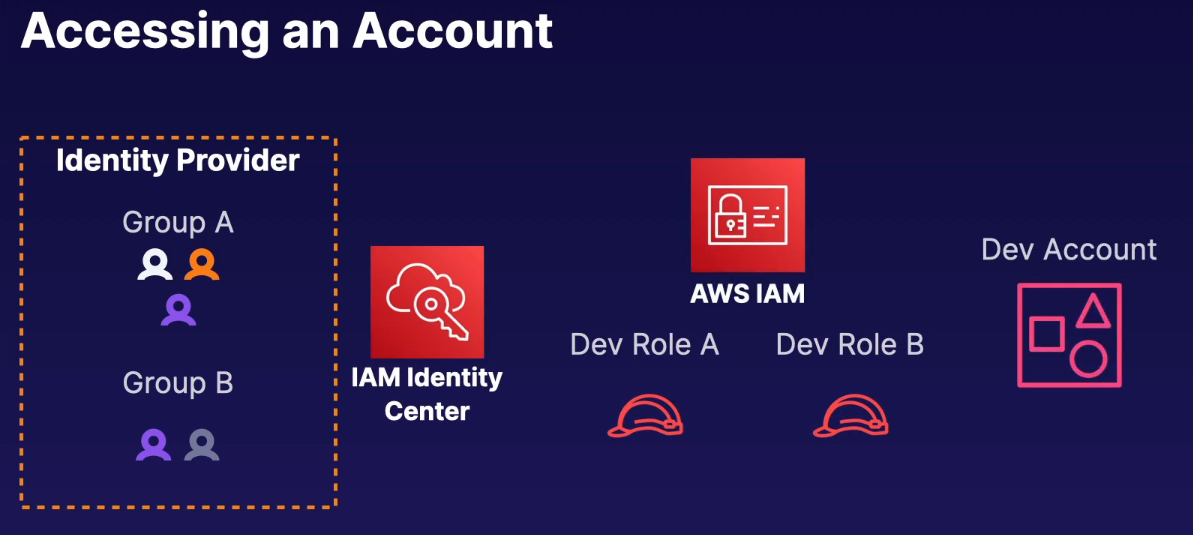 Accessing an Account
Identity Provider
Group A
Group B
IAM Identity
Center
AWS IAM
Dev Role A
Dev Role B
Dev Account